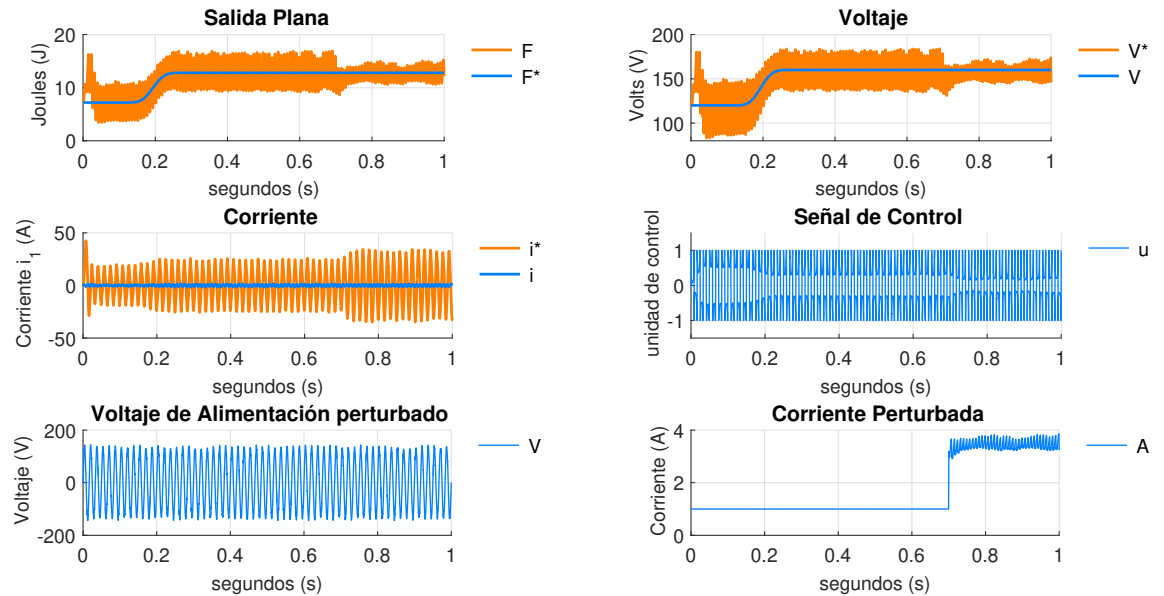 Salida Plana
Joules (J)
20
10
0
0 0.2 0.4 0.6 0.8 1
segundos (s)
F
F*
Voltaje
Volts (V)
200
150
100
0 0.2 0.4 0.6 0.8 1
segundos (s)
V*
V
Corriente
Corriente i_1 (A)
50
0
-50
0 0.2 0.4 0.6 0.8 1
segundos (s)
i*
i
Señal de Control
unidad de control
1
0
-1
0 0.2 0.4 0.6 0.8 1
segundos (s)
u
Voltaje de Alimentación perturbado
Voltaje (V)
200
0
-200
0 0.2 0.4 0.6 0.8 1
segundos (s)
V
Corriente Perturbada
Corriente (A)
4
2
0
0 0.2 0.4 0.6 0.8 1
segundos (s)
A